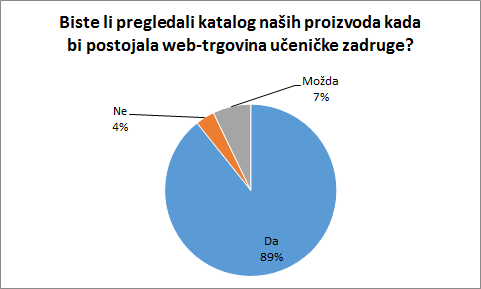 Biste li pregledali katalog naših proizvoda kada
bi postojala web-trgovina učeničke zadruge?
Možda
7%
Ne
4%
Da
89%